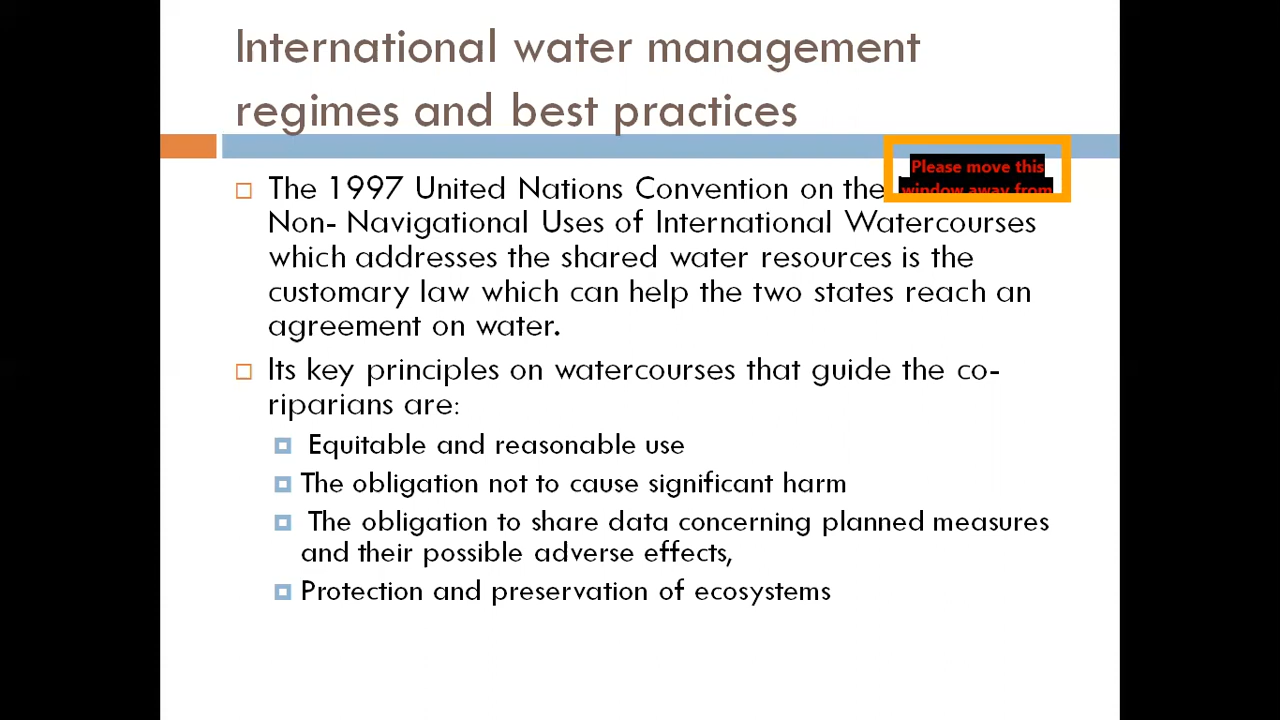 International water management
regimes and best practices
Please move this
window away from
The 1997 United Nations Convention on the
Non- Navigational Uses of International Watercourses
which addresses the shared water resources is the
customary law which can help the two states reach an
agreement on water.
Its key principles on watercourses that guide the co-
riparians are:
Equitable and reasonable use
The obligation not to cause significant harm
The obligation to share data concerning planned measures
and their possible adverse effects,
Protection and preservation of ecosystems